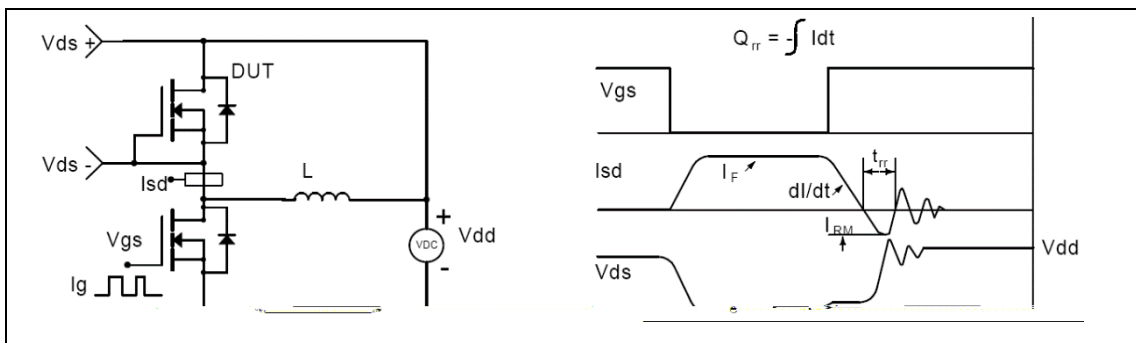 Vds +
DUT
Vds -
Isd
L
Vgs
+
VDC
Vdd
-
Ig
Qrr = -∫ Idt
Vgs
Isd
IF
dI/dt
trr
IRM
Vdd
Vds